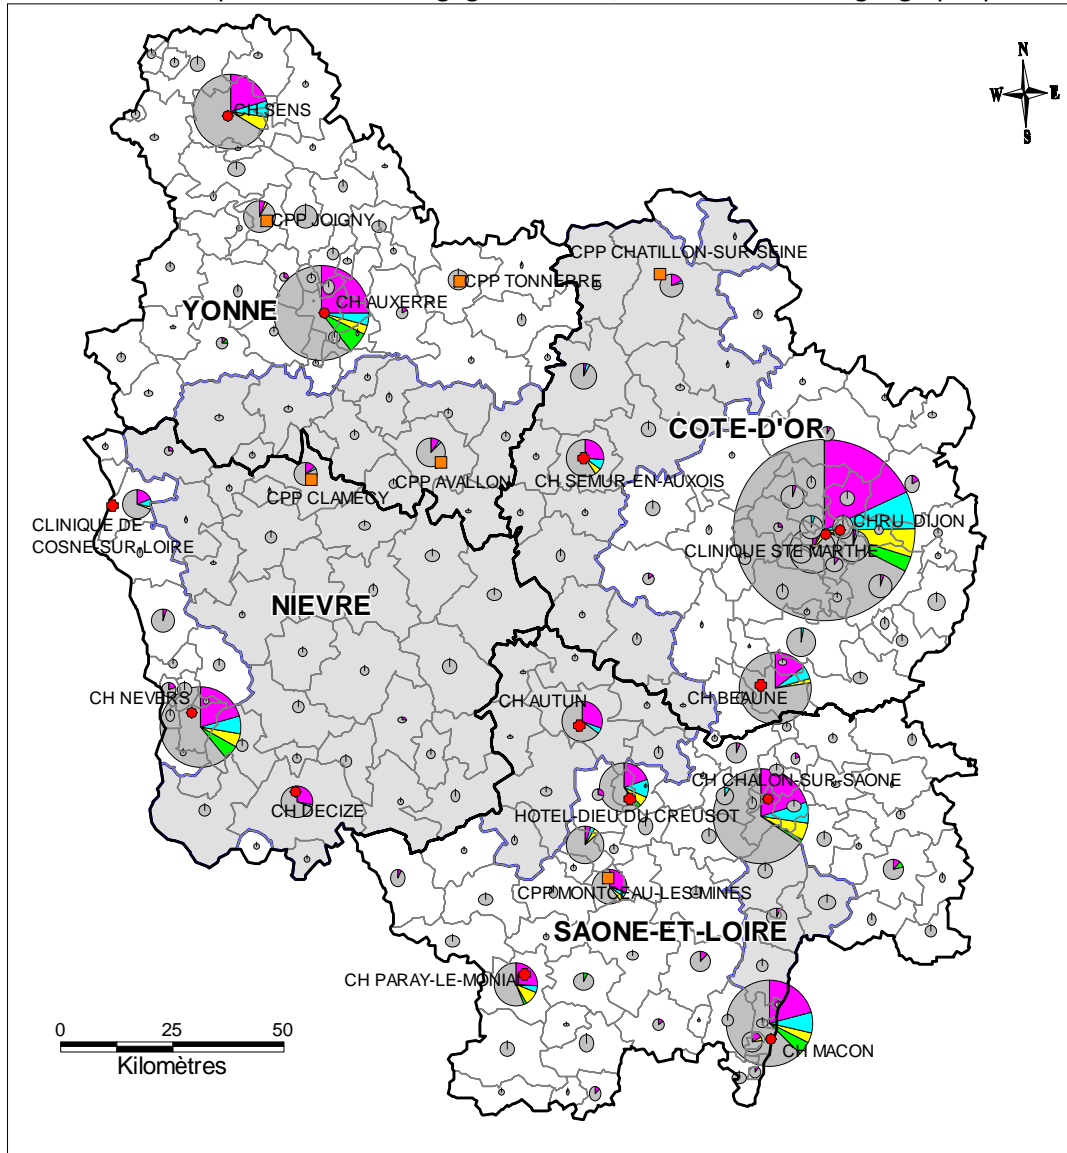 N
W E
S
CH SENS
CPP JOIGNY
CPP CHATILLON-SUR-SEINE
CPP TONNERRE
CH AUXERRE
YONNE
COTE-D'OR
CH SEMUR-EN-AUXOIS
CPP AVALLON
CPP CLAMECY
CLINIQUE DE
COSNE-SUR-LOIRE
CHRU DIJON
CLINIQUE STE MARTHE
NIEVRE
CH NEVERS
CH AUTUN
CH BEAUNE
CH CHALON-SUR-SAONE
CH DECIZE
HOTEL-DIEU DU CREUSOT
CPP MONTCEAU-LES-MINES
SAONE-ET-LOIRE
CH PARAY-LE-MONIAL
CH MACON
0 25 50
Kilomètres